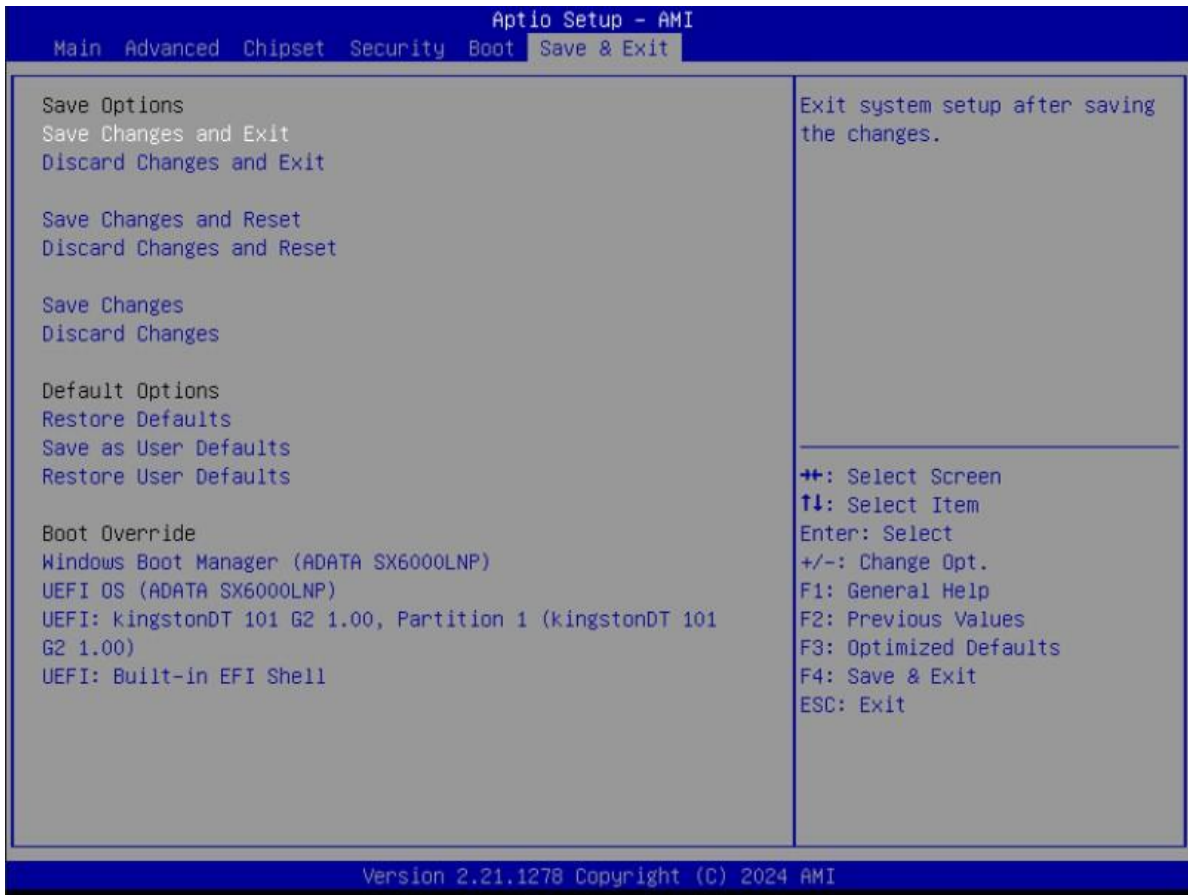 Aptio Setup – AMI
Main Advanced Chipset Security Boot Save & Exit
Save Options
Save Changes and Exit
Discard Changes and Exit
Save Changes and Reset
Discard Changes and Reset
Save Changes
Discard Changes
Default Options
Restore Defaults
Save as User Defaults
Restore User Defaults
Boot Override
Windows Boot Manager (ADATA SX6000LNP)
UEFI OS (ADATA SX6000LNP)
UEFI: kingstonDT 101 G2 1.00, Partition 1 (kingstonDT 101
G2 1.00)
UEFI: Built-in EFI Shell
Exit system setup after saving
the changes.
→←: Select Screen
↑↓: Select Item
Enter: Select
+/-: Change Opt.
F1: General Help
F2: Previous Values
F3: Optimized Defaults
F4: Save & Exit
ESC: Exit
Version 2.21.1278 Copyright (C) 2024 AMI